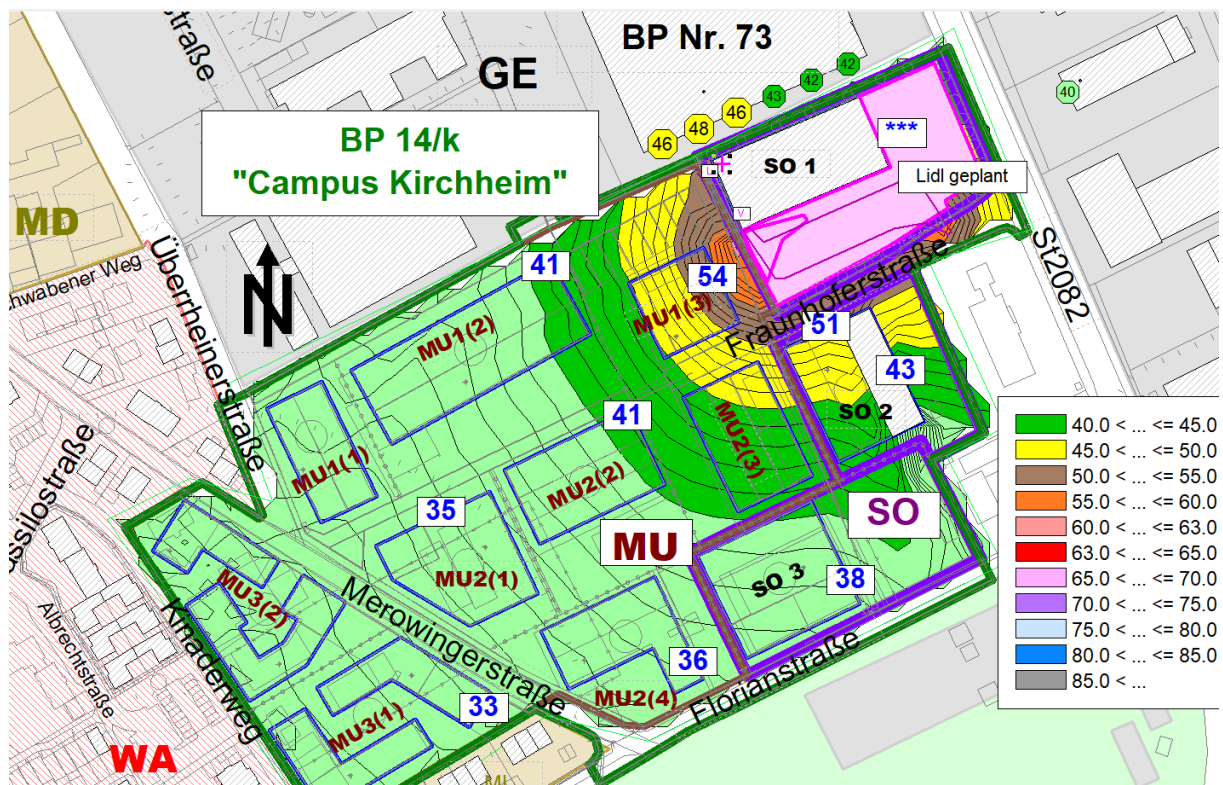 straße
BP Nr. 73
GE
BP 14/k
"Campus Kirchheim"
42
42
43
46
48
46
40
***
SO 1
Lidl geplant
L
V
MD
Überrheinerstraße
hwabener Weg
N
41
54
MU1(3)
MU1(2)
Fraunhoferstraße
51
St2082
43
SO 2
41
MU2(3)
MU1(1)
MU2(2)
35
MU
SO
assilostraße
MU2(1)
SO 3
38
MU3(2)
Merowingerstraße
Albrechtstraße
Kinaderweg
36
Florianstraße
MU2(4)
33
MU3(1)
WA
MI
40.0 < ... <= 45.0
45.0 < ... <= 50.0
50.0 < ... <= 55.0
55.0 < ... <= 60.0
60.0 < ... <= 63.0
63.0 < ... <= 65.0
65.0 < ... <= 70.0
70.0 < ... <= 75.0
75.0 < ... <= 80.0
80.0 < ... <= 85.0
85.0 < ...